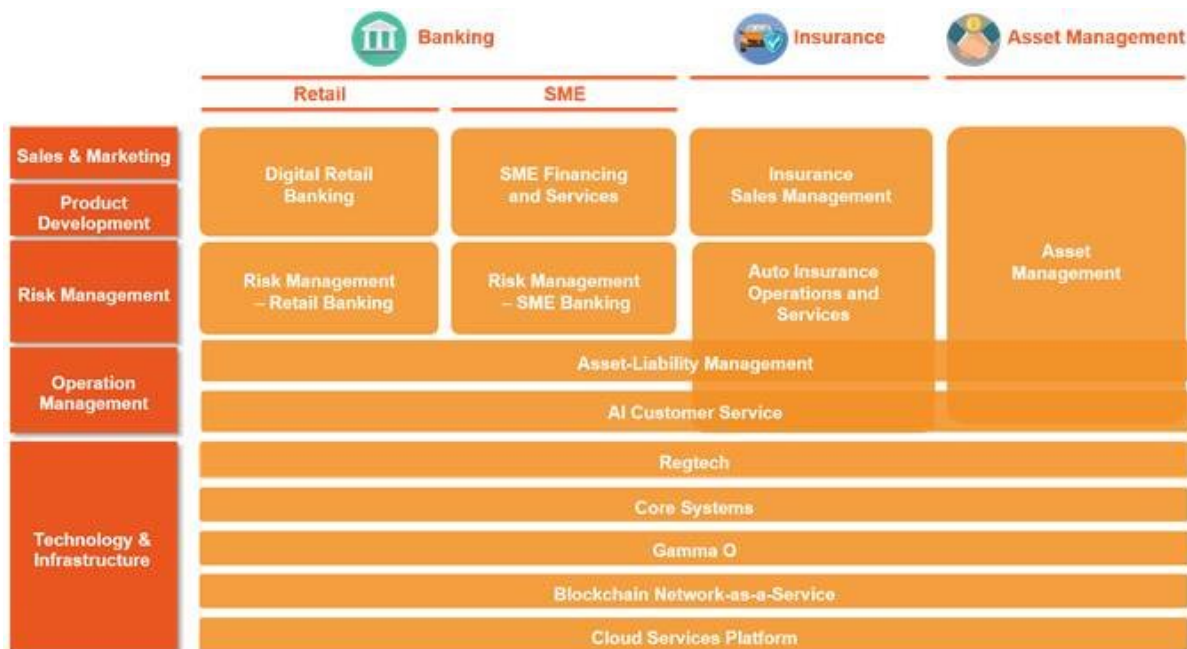 Banking
Insurance
Asset Management
Retail
SME
Sales & Marketing
Product
Development
Risk Management
Operation
Management
Technology &
Infrastructure
Digital Retail
Banking
SME Financing
and Services
Insurance
Sales Management
Asset
Management
Risk Management
– Retail Banking
Risk Management
– SME Banking
Auto Insurance
Operations and
Services
Asset-Liability Management
AI Customer Service
Regtech
Core Systems
Gamma O
Blockchain Network-as-a-Service
Cloud Services Platform